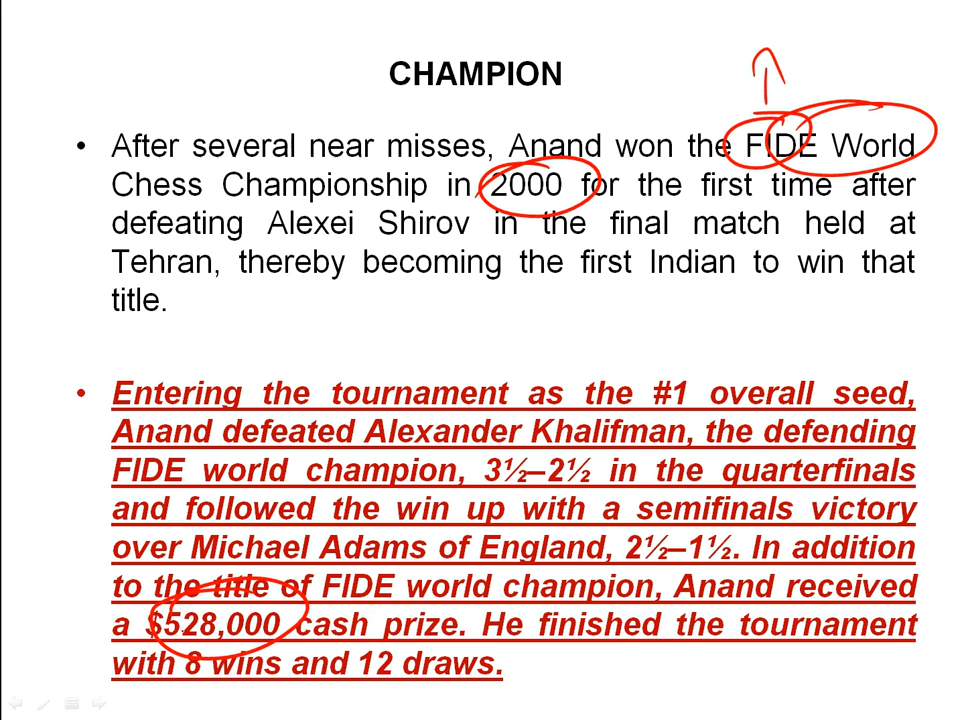 CHAMPION
• After several near misses, Anand won the FIDE World
Chess Championship in 2000 for the first time after
defeating Alexei Shirov in the final match held at
Tehran, thereby becoming the first Indian to win that
title.
• Entering the tournament as the #1 overall seed,
Anand defeated Alexander Khalifman, the defending
FIDE world champion, 3½–2½ in the quarterfinals
and followed the win up with a semifinals victory
over Michael Adams of England, 2½–1½. In addition
to the title of FIDE world champion, Anand received
a $528,000 cash prize. He finished the tournament
with 8 wins and 12 draws.